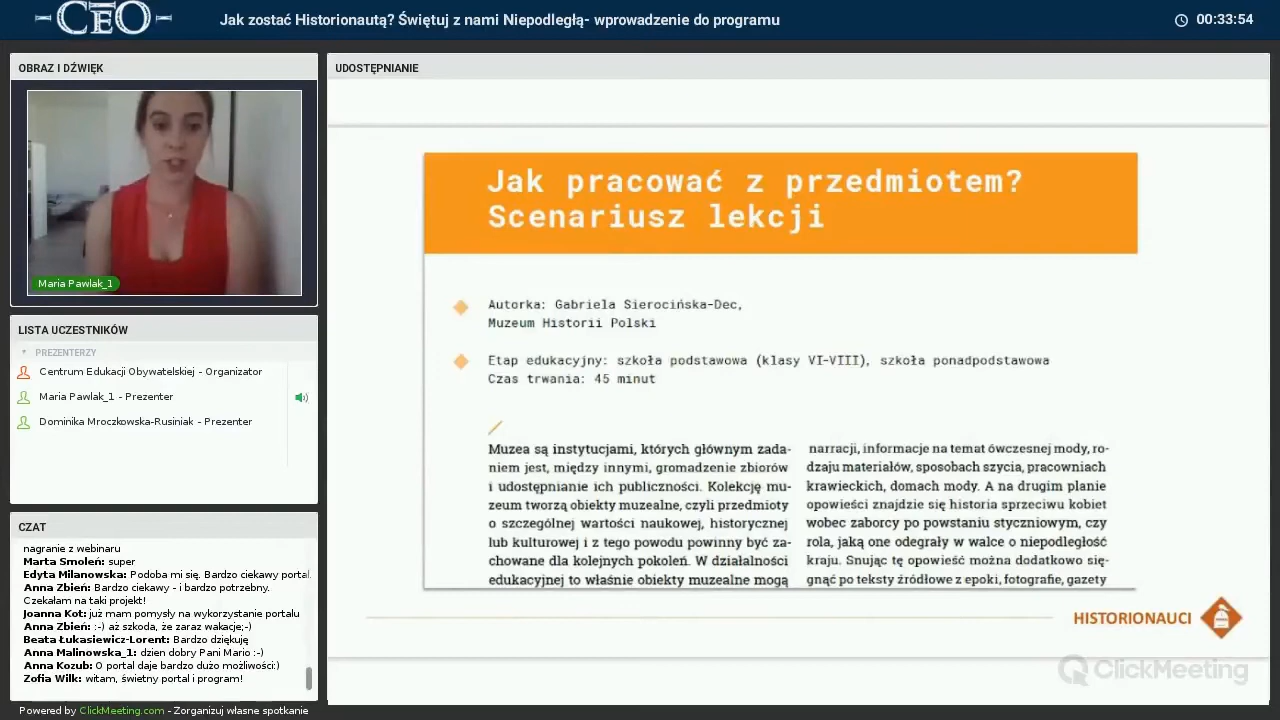 CEO
Jak zostać Historionautą? Świętuj z nami Niepodległą- wprowadzenie do programu
00:33:54
OBRAZ I DŹWIĘK
Maria Pawlak_1
LISTA UCZESTNIKÓW
PREZENTERZY
Centrum Edukacji Obywatelskiej - Organizator
Maria Pawlak_1 - Prezenter
Dominika Mroczkowska-Rusiniak - Prezenter
CZAT
nagranie z webinaru
Marta Smoleń: super
Edyta Milanowska: Podoba mi się. Bardzo ciekawy portal.
Anna Zbień: Bardzo ciekawy - i bardzo potrzebny.
Czekałam na taki projekt!
Joanna Kot: już mam pomysły na wykorzystanie portalu
Anna Zbień: :-) aż szkoda, że zaraz wakacje;-)
Beata Łukasiewicz-Lorent: Bardzo dziękuję
Anna Malinowska_1: dzien dobry Pani Mario :-)
Anna Kozub: O portal daje bardzo dużo możliwości:)
Zofia Wilk: witam, świetny portal i program!
Powered by ClickMeeting.com - Zorganizuj własne spotkanie
UDOSTĘPNIANIE
Jak pracować z przedmiotem?
Scenariusz lekcji
Autorka: Gabriela Sierocińska-Dec,
Muzeum Historii Polski
Etap edukacyjny: szkoła podstawowa (klasy VI-VIII), szkoła ponadpodstawowa
Czas trwania: 45 minut
Muzea są instytucjami, których głównym zada-
niem jest, między innymi, gromadzenie zbiorów
i udostępnianie ich publiczności. Kolekcję mu-
zeum tworzą obiekty muzealne, czyli przedmioty
o szczególnej wartości naukowej, historycznej
lub kulturowej i z tego powodu powinny być za-
chowane dla kolejnych pokoleń. W działalności
edukacyjnej to właśnie obiekty muzealne mogą
narracji, informacje na temat ówczesnej mody, ro-
dzaju materiałów, sposobach szycia, pracowniach
krawieckich, domach mody. A na drugim planie
opowieści znajdzie się historia sprzeciwu kobiet
wobec zaborcy po powstaniu styczniowym, czy
rola, jaką one odegrały w walce o niepodległość
kraju. Snując tę opowieść można dodatkowo się-
gnąć po teksty źródłowe z epoki, fotografie, gazety
HISTORIONAUCI
ClickMeeting